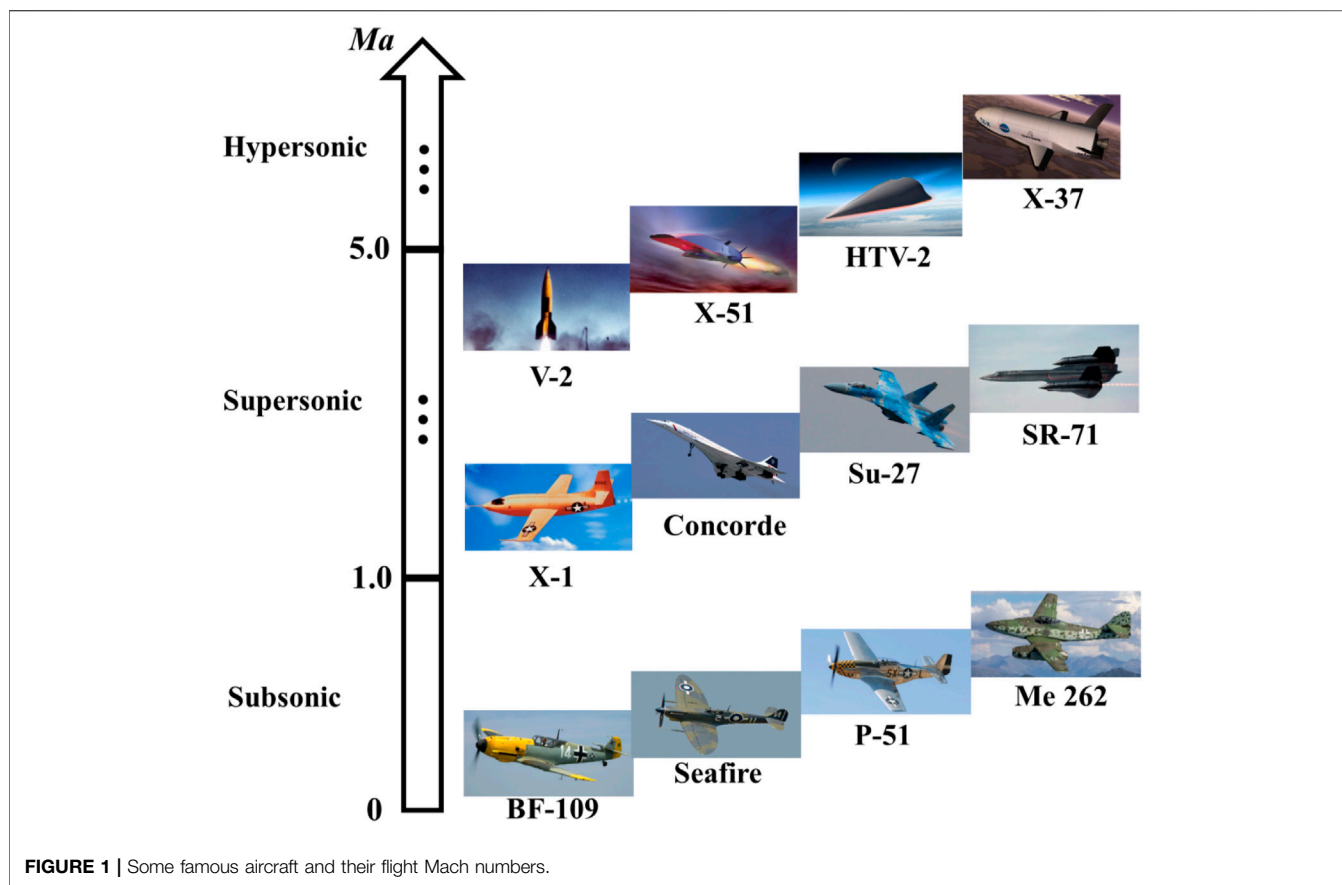 Ma
Hypersonic
X-37
5.0
HTV-2
X-51
V-2
Supersonic
SR-71
Su-27
Concorde
X-1
1.0
Subsonic
Me 262
P-51
Seafire
14
BF-109
0
FIGURE 1 | Some famous aircraft and their flight Mach numbers.